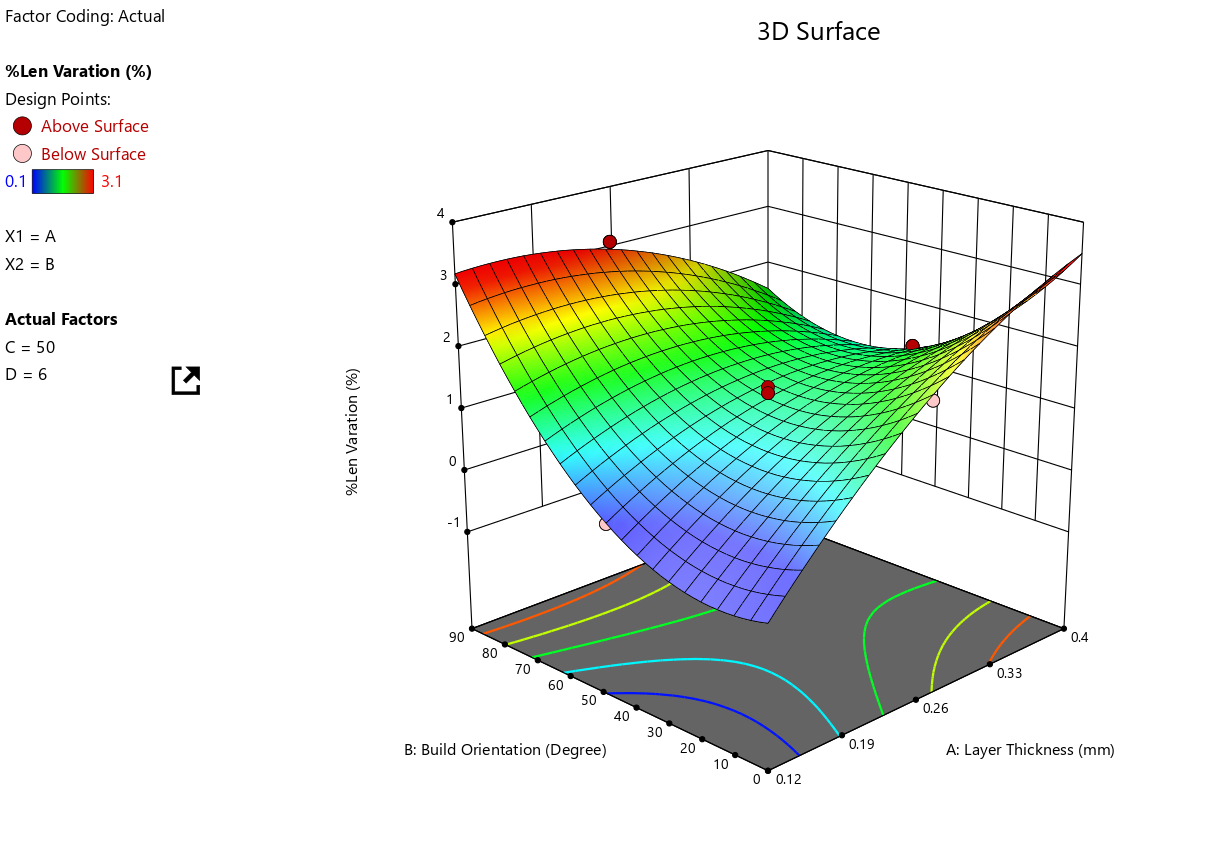 Factor Coding: Actual
3D Surface
%Len Varation (%)
Design Points:
Above Surface
Below Surface
0.1 3.1
X1 = A
X2 = B
Actual Factors
C = 50
D = 6
%Len Varation (%)
4
3
2
1
0
-1
90
80
70
60
50
40
30
20
10
0
0.12
0.19
0.26
0.33
0.4
B: Build Orientation (Degree)
A: Layer Thickness (mm)